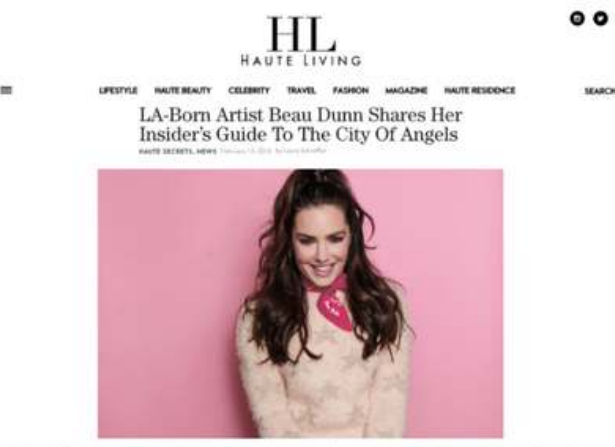 HL
HAUTE LIVING
LIFESTYLE HAUTE BEAUTY CELEBRITY TRAVEL FASHION MAGAZINE HAUTE RESIDENCE SEARCH
LA-Born Artist Beau Dunn Shares Her
Insider's Guide To The City Of Angels
HAUTE SECRETS, NEWS